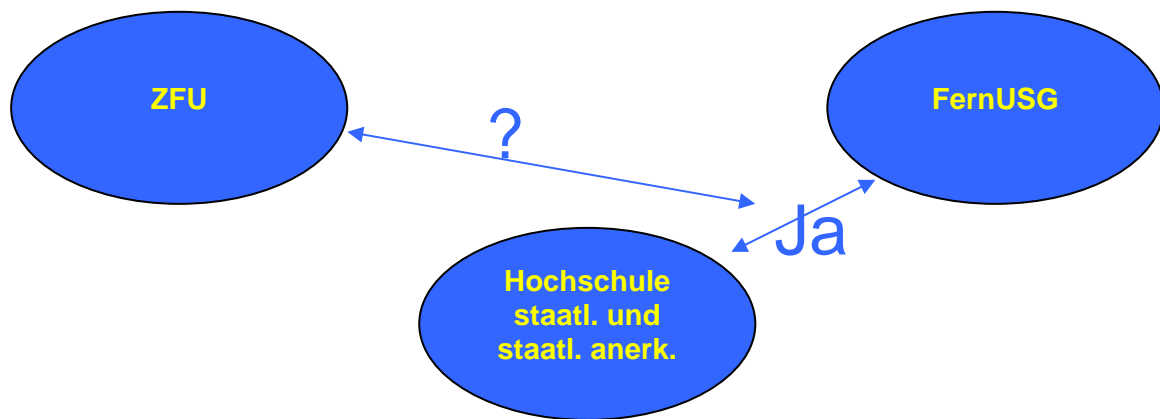 ZFU
FernUSG
?
Ja
Hochschule
staatl. und
staatl. anerk.